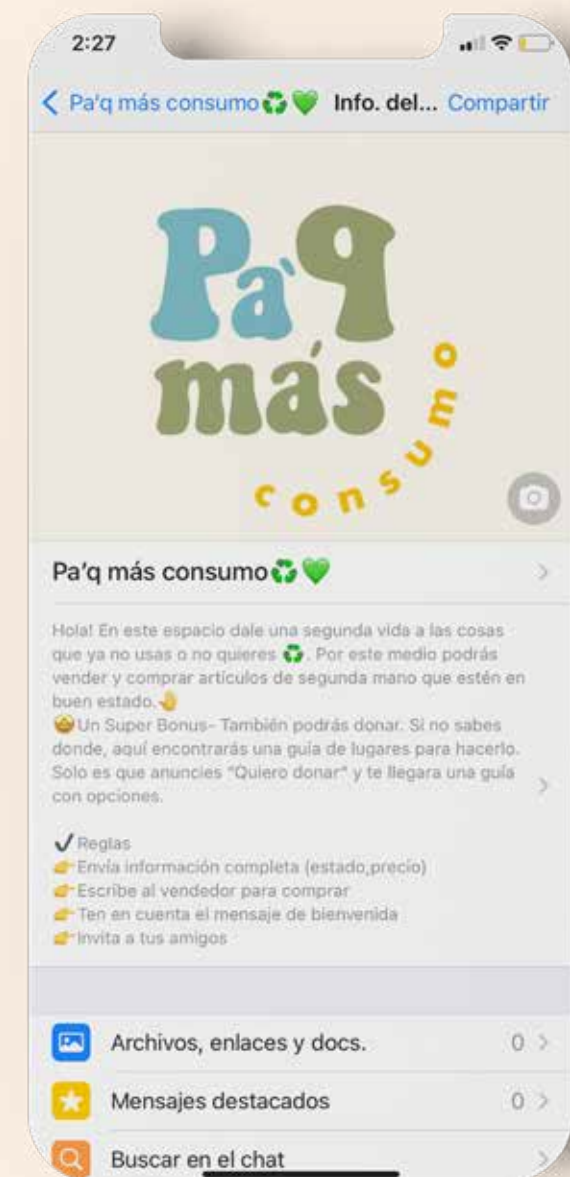 2:27
Pa'q más consumo♻️💚 Info. del... Compartir
Pa'q
más
consumo
Pa'q más consumo♻️💚
Hola! En este espacio dale una segunda vida a las cosas
que ya no usas o no quieres ♻️. Por este medio podrás
vender y comprar artículos de segunda mano que estén en
buen estado.🤚
🤩Un Super Bonus- También podrás donar. Si no sabes
donde, aquí encontrarás una guía de lugares para hacerlo.
Solo es que anuncies "Quiero donar" y te llegara una guía
con opciones.
✔️Reglas
👉Envía información completa (estado,precio)
👉Escribe al vendedor para comprar
👉Ten en cuenta el mensaje de bienvenida
👉Invita a tus amigos
Archivos, enlaces y docs. 0
Mensajes destacados 0
Buscar en el chat